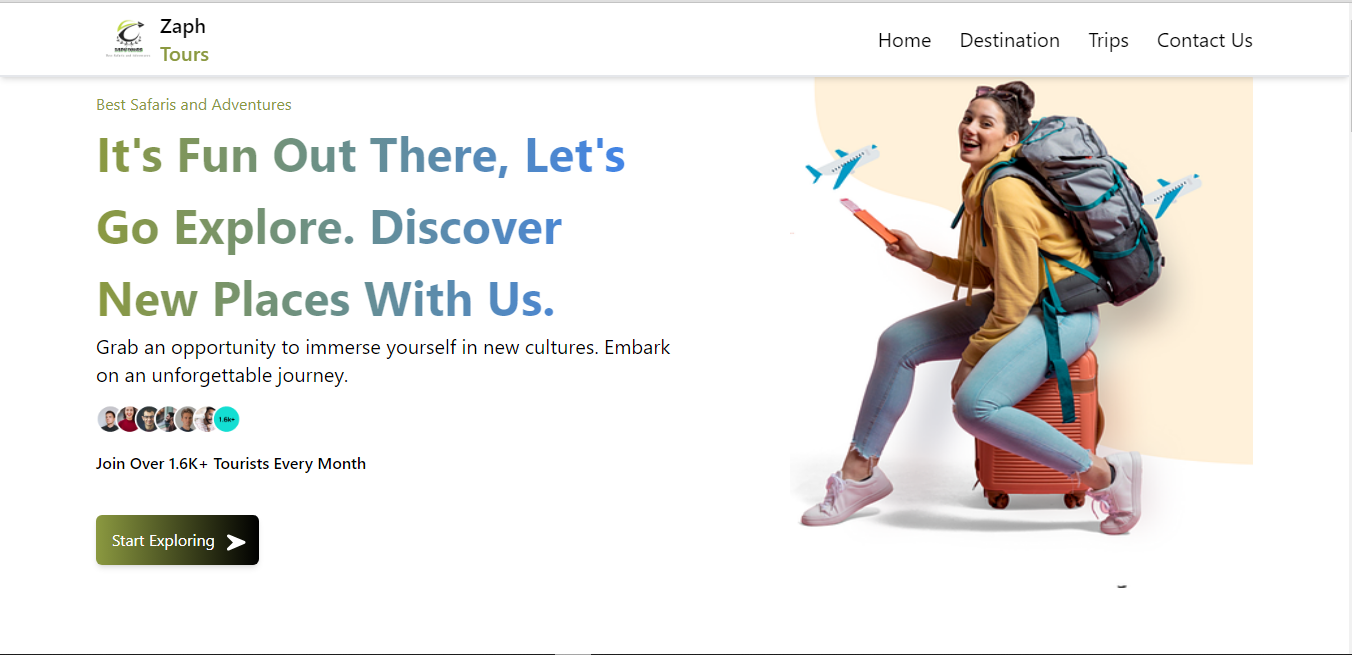 Zaph
Tours
Home Destination Trips Contact Us
Best Safaris and Adventures
It's Fun Out There, Let's
Go Explore. Discover
New Places With Us.
Grab an opportunity to immerse yourself in new cultures. Embark
on an unforgettable journey.
1.6k+
Join Over 1.6K+ Tourists Every Month
Start Exploring